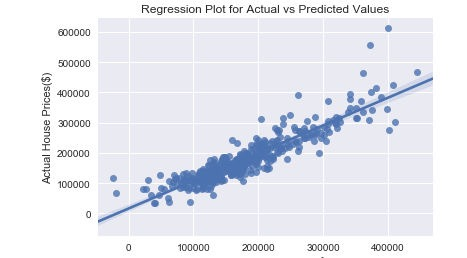 Regression Plot for Actual vs Predicted Values
Actual House Prices($)
600000
500000
400000
300000
200000
100000
0
0 100000 200000 300000 400000